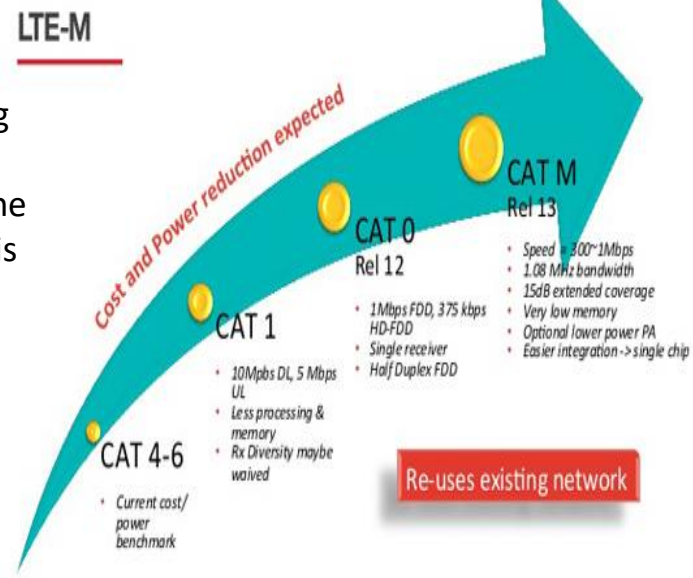 LTE-M
g
ne
is
Cost and Power reduction expected
CAT 4-6
• Current cost/
power
benchmark
CAT 1
• 10Mpbs DL, 5 Mbps
UL
• Less processing &
memory
• Rx Diversity maybe
waived
CAT 0
Rel 12
• 1Mbps FDD, 375 kbps
HD-FDD
• Single receiver
• Half Duplex FDD
CAT M
Rel 13
• Speed = 300~1Mbps
• 1.08 MHz bandwidth
• 15dB extended coverage
• Very low memory
• Optional lower power PA
• Easier integration -> single chip
Re-uses existing network